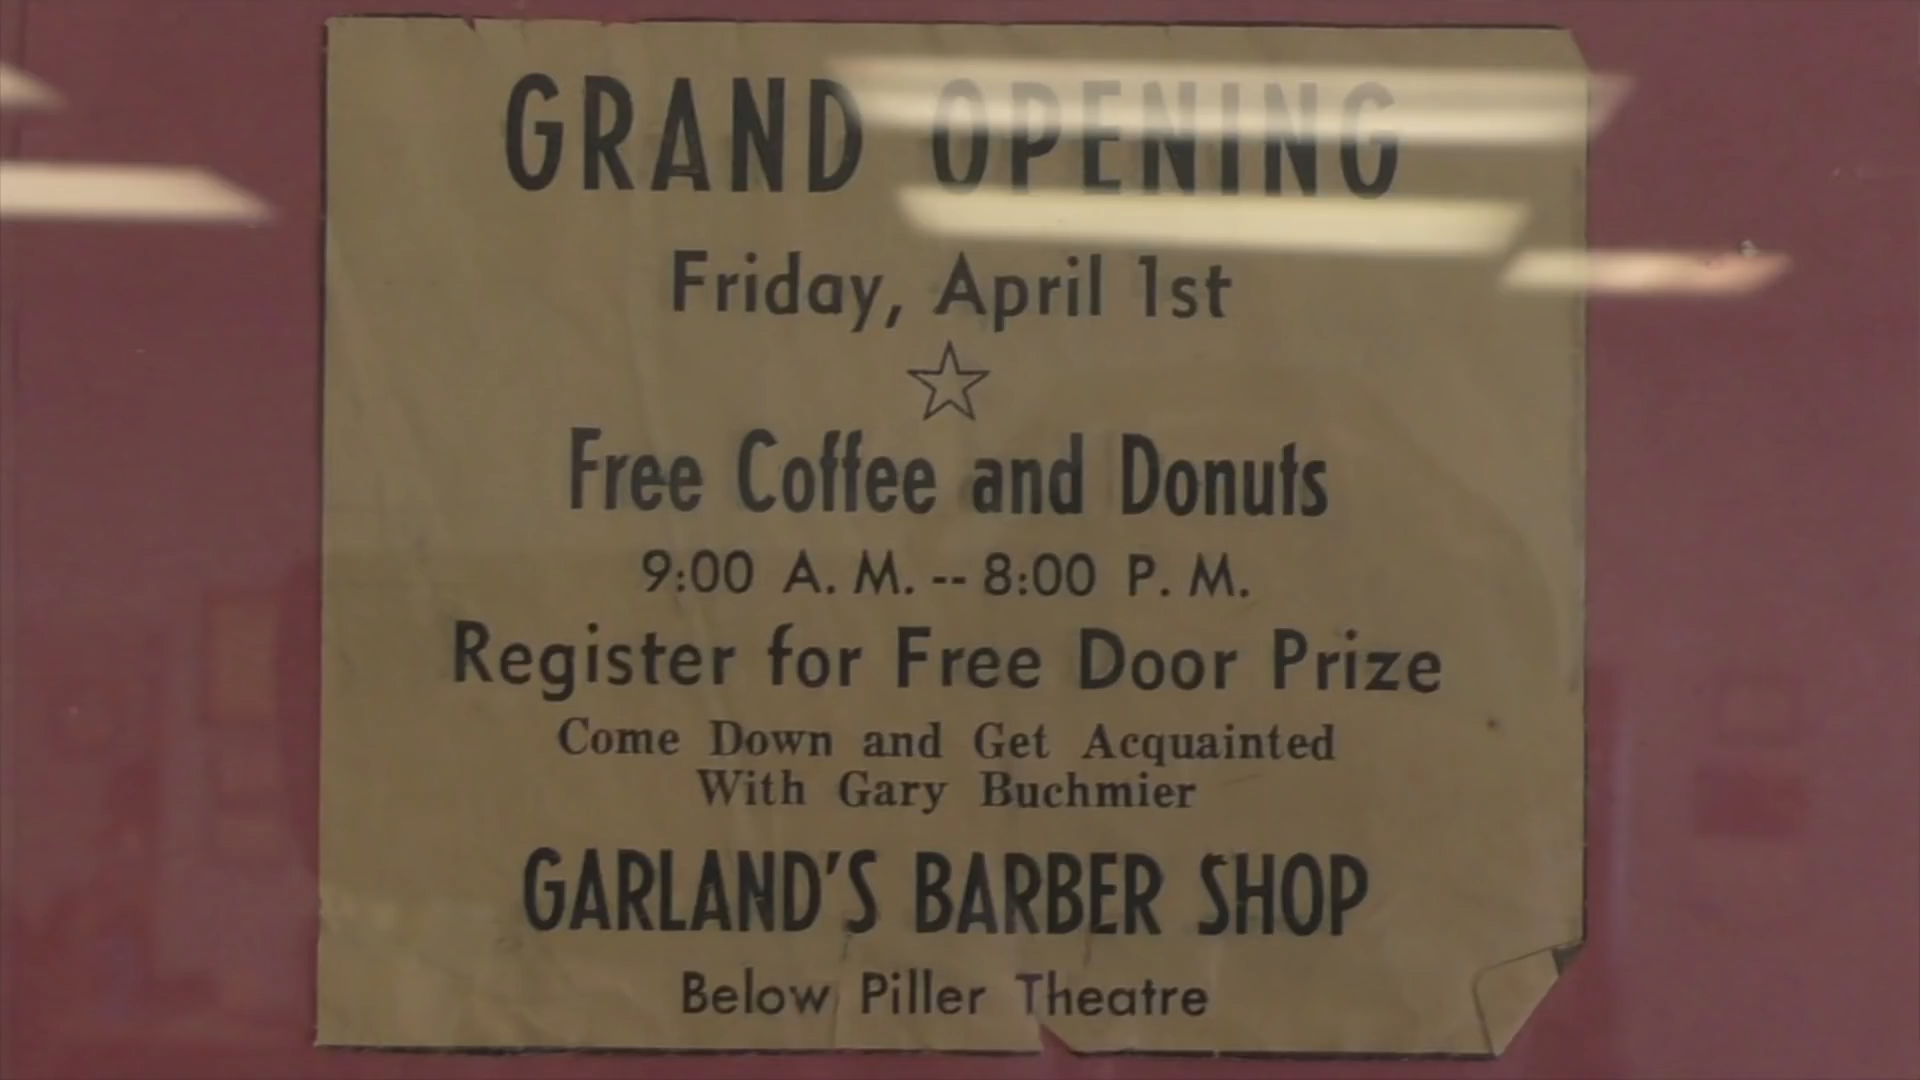 GRAND OPENING
Friday, April 1st
Free Coffee and Donuts
9:00 A. M. -- 8:00 P. M.
Register for Free Door Prize
Come Down and Get Acquainted
With Gary Buchmier
GARLAND'S BARBER SHOP
Below Piller Theatre